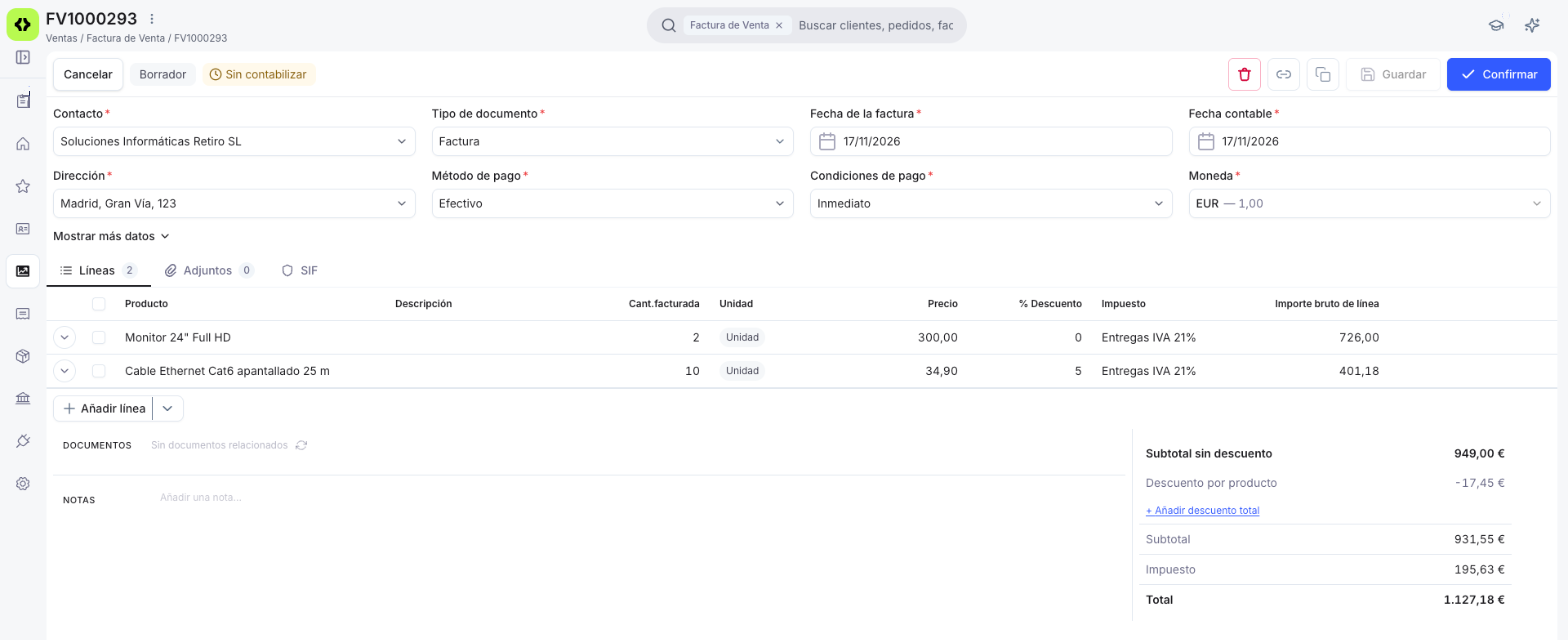 FV1000293
Ventas / Factura de Venta / FV1000293
Factura de Venta × Buscar clientes, pedidos, fac
Cancelar Borrador Sin contabilizar Guardar Confirmar
Contacto * Tipo de documento * Fecha de la factura * Fecha contable *
Soluciones Informáticas Retiro SL Factura 17/11/2026 17/11/2026
Dirección * Método de pago * Condiciones de pago * Moneda *
Madrid, Gran Vía, 123 Efectivo Inmediato EUR — 1,00
Mostrar más datos
Líneas 2 Adjuntos 0 SIF
Producto Descripción Cant.facturada Unidad Precio % Descuento Impuesto Importe bruto de línea
Monitor 24" Full HD 2 Unidad 300,00 0 Entregas IVA 21% 726,00
Cable Ethernet Cat6 apantallado 25 m 10 Unidad 34,90 5 Entregas IVA 21% 401,18
+ Añadir línea
DOCUMENTOS Sin documentos relacionados
NOTAS Añadir una nota...
Subtotal sin descuento 949,00 €
Descuento por producto -17,45 €
+ Añadir descuento total
Subtotal 931,55 €
Impuesto 195,63 €
Total 1.127,18 €